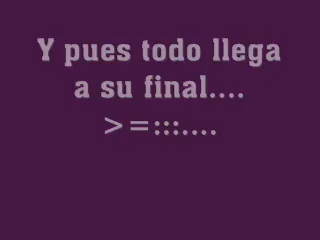 Y pues todo llega
a su final....
>=:::....